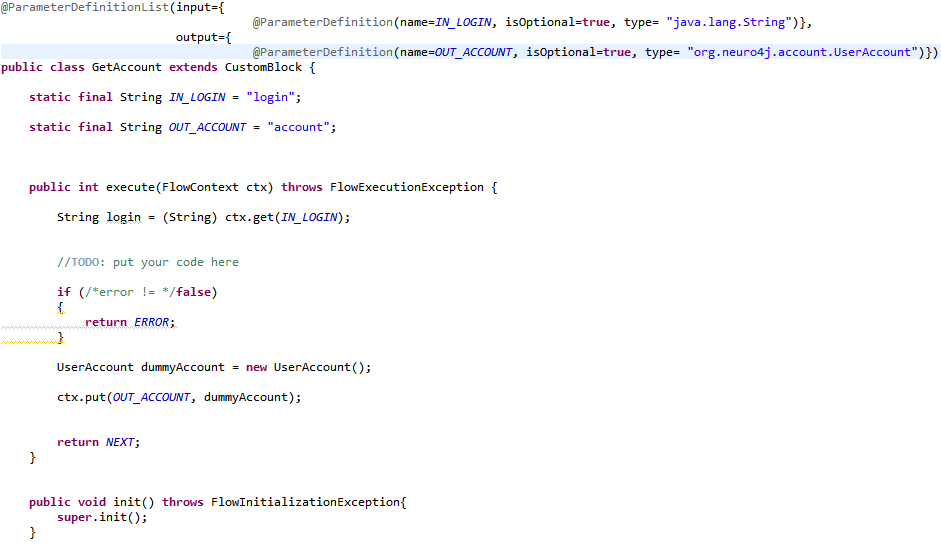 @ParameterDefinitionList(input={
@ParameterDefinition(name=IN_LOGIN, isOptional=true, type= "java.lang.String")},
output={
@ParameterDefinition(name=OUT_ACCOUNT, isOptional=true, type= "org.neuro4j.account.UserAccount")})
public class GetAccount extends CustomBlock {
static final String IN_LOGIN = "login";
static final String OUT_ACCOUNT = "account";
public int execute(FlowContext ctx) throws FlowExecutionException {
String login = (String) ctx.get(IN_LOGIN);
//TODO: put your code here
if (/*error != */false)
{
return ERROR;
}
UserAccount dummyAccount = new UserAccount();
ctx.put(OUT_ACCOUNT, dummyAccount);
return NEXT;
}
public void init() throws FlowInitializationException{
super.init();
}